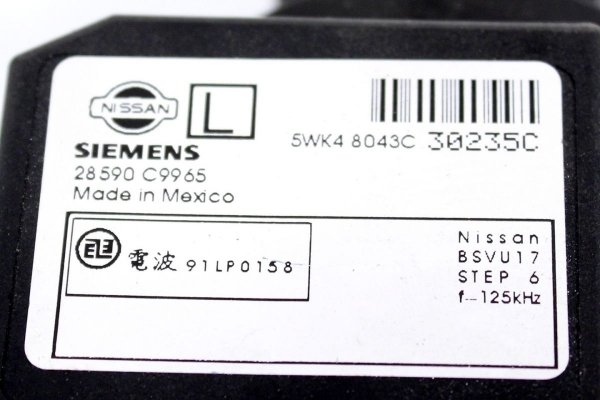 NISSAN
L
SIEMENS
28590 C9965
Made in Mexico
5WK4 8043C 30235C
電波 91LP0158
Nissan
BSVU17
STEP 6
f--125kHz